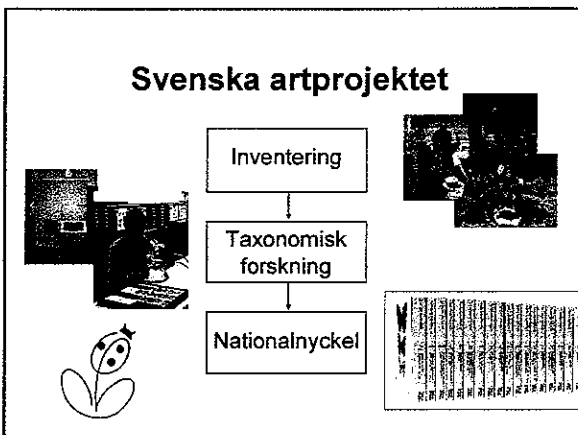 Svenska artprojektet
Inventering
Taxonomisk
forskning
Nationalnyckel